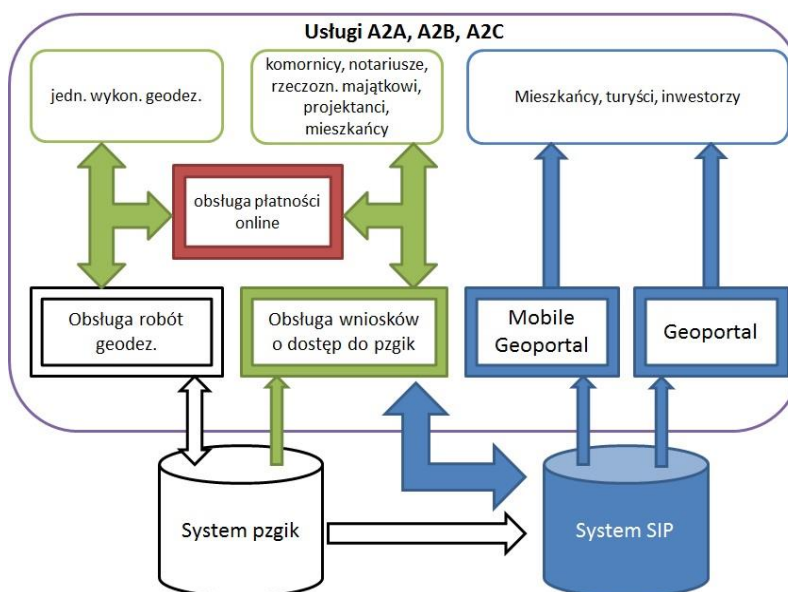 Usługi A2A, A2B, A2C
jedn. wykon. geodez.
komornicy, notariusze,
rzeczozn. majątkowi,
projektanci,
mieszkańcy
Mieszkańcy, turyści, inwestorzy
obsługa płatności
online
Obsługa robót
geodez.
Obsługa wniosków
o dostęp do pzgik
Mobile
Geoportal
Geoportal
System pzgik
System SIP